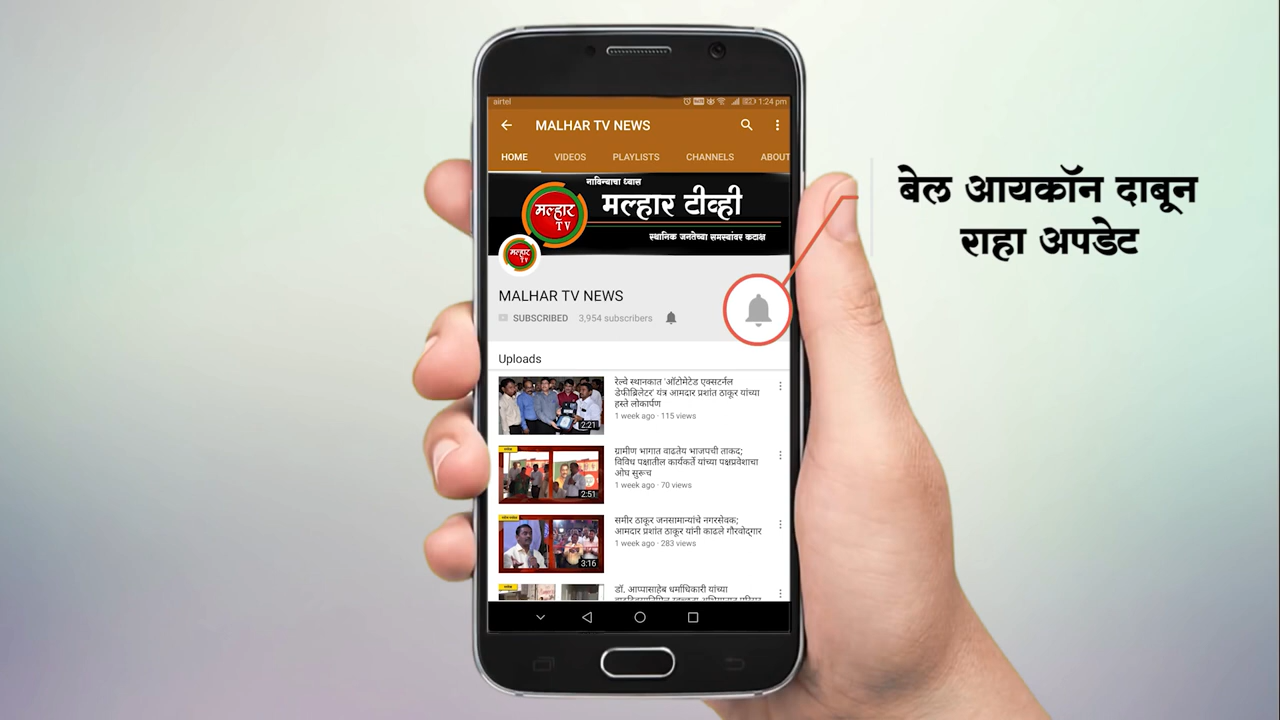 airtel 1:24 pm
MALHAR TV NEWS
HOME VIDEOS PLAYLISTS CHANNELS ABOUT
नाविन्याचा ध्यास
मल्हार टीव्ही
स्थानिक जनतेच्या समस्यांवर कटाक्ष
मल्हार
TV
मल्हार
TV
बेल आयकॉन दाबून
राहा अपडेट
MALHAR TV NEWS
SUBSCRIBED 3,954 subscribers
Uploads
रेल्वे स्थानकात 'ऑटोमेटेड एक्सटर्नल
डेफीब्रिलेटर' यंत्र आमदार प्रशांत ठाकूर यांच्या
हस्ते लोकार्पण
1 week ago · 115 views
2:21
ग्रामीण भागात वाढतेय भाजपची ताकद;
विविध पक्षातील कार्यकर्ते यांच्या पक्षप्रवेशाचा
ओघ सुरूच
1 week ago · 70 views
2:51
समीर ठाकूर जनसामान्यांचे नगरसेवक;
आमदार प्रशांत ठाकूर यांनी काढले गौरवोद्गार
1 week ago · 283 views
3:16
डॉ. आप्पासाहेब धर्माधिकारी यांच्या